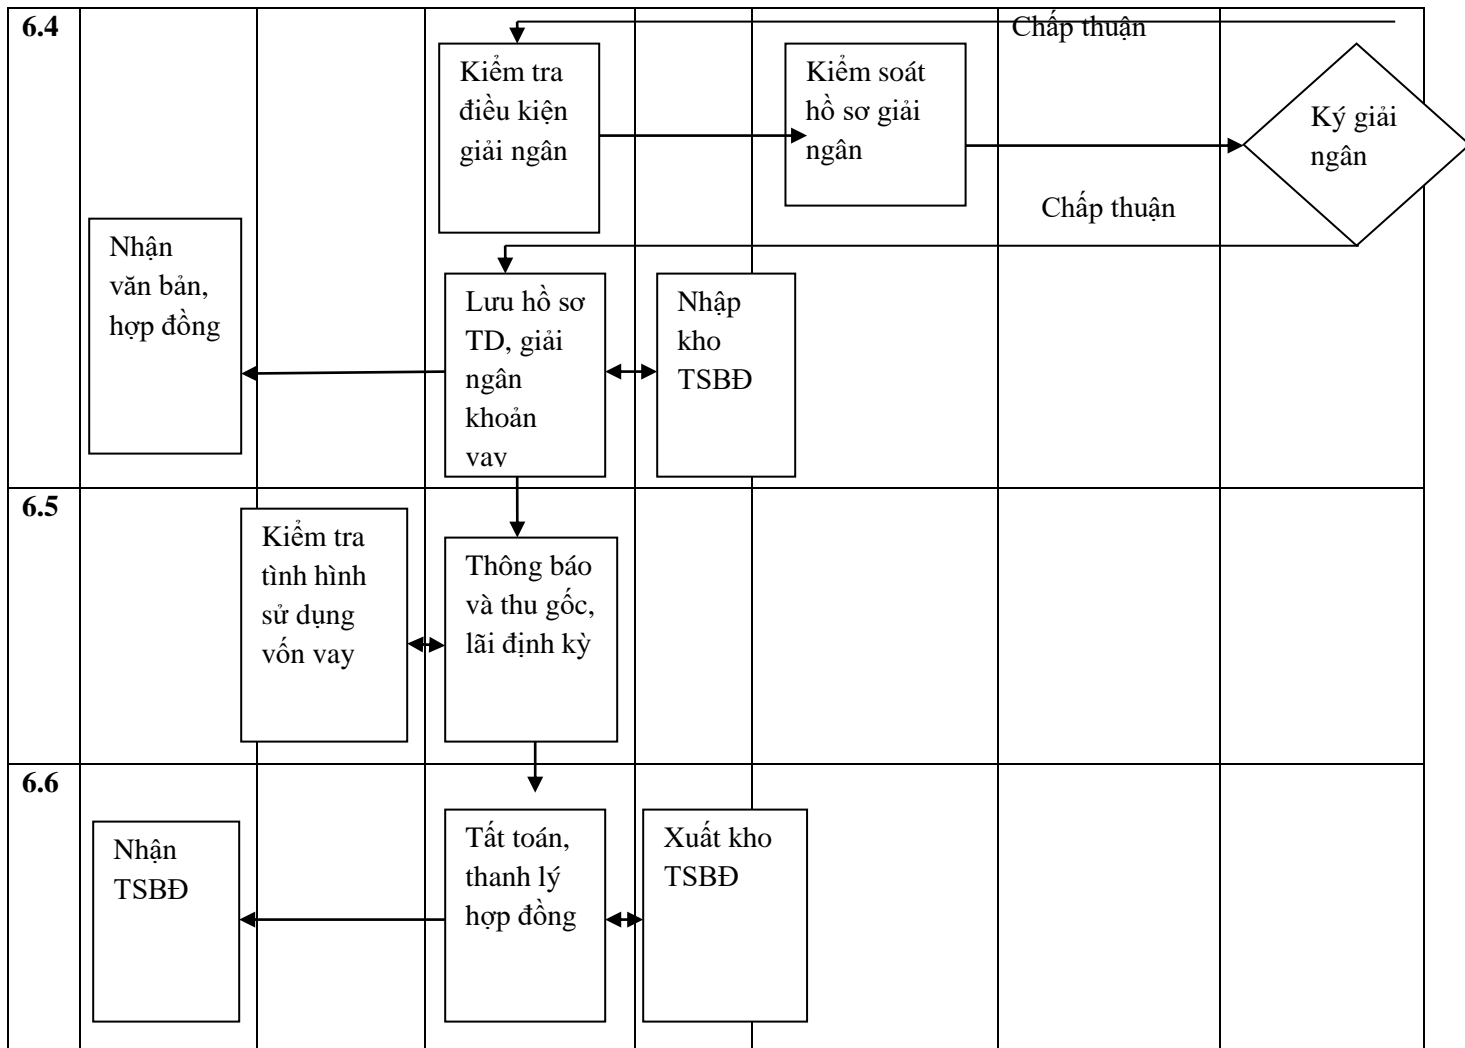 6.4
Chấp thuận
Kiểm tra
điều kiện
giải ngân
Kiểm soát
hồ sơ giải
ngân
Ký giải
ngân
Chấp thuận
Nhận
văn bản,
hợp đồng
Lưu hồ sơ
TD, giải
ngân
khoản
vay
Nhập
kho
TSBĐ
6.5
Kiểm tra
tình hình
sử dụng
vốn vay
Thông báo
và thu gốc,
lãi định kỳ
6.6
Nhận
TSBĐ
Tất toán,
thanh lý
hợp đồng
Xuất kho
TSBĐ